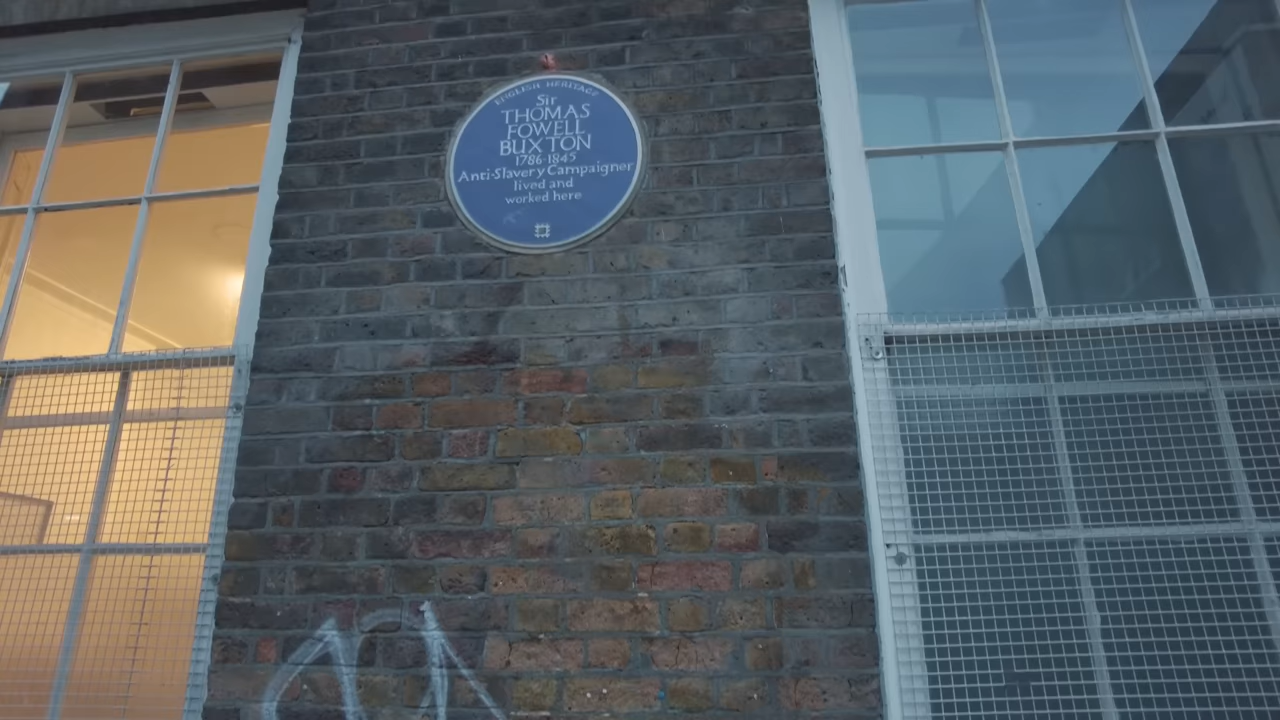 ENGLISH HERITAGE
Sir
THOMAS
FOWELL
BUXTON
1786-1845
Anti-Slavery Campaigner
lived and
worked here